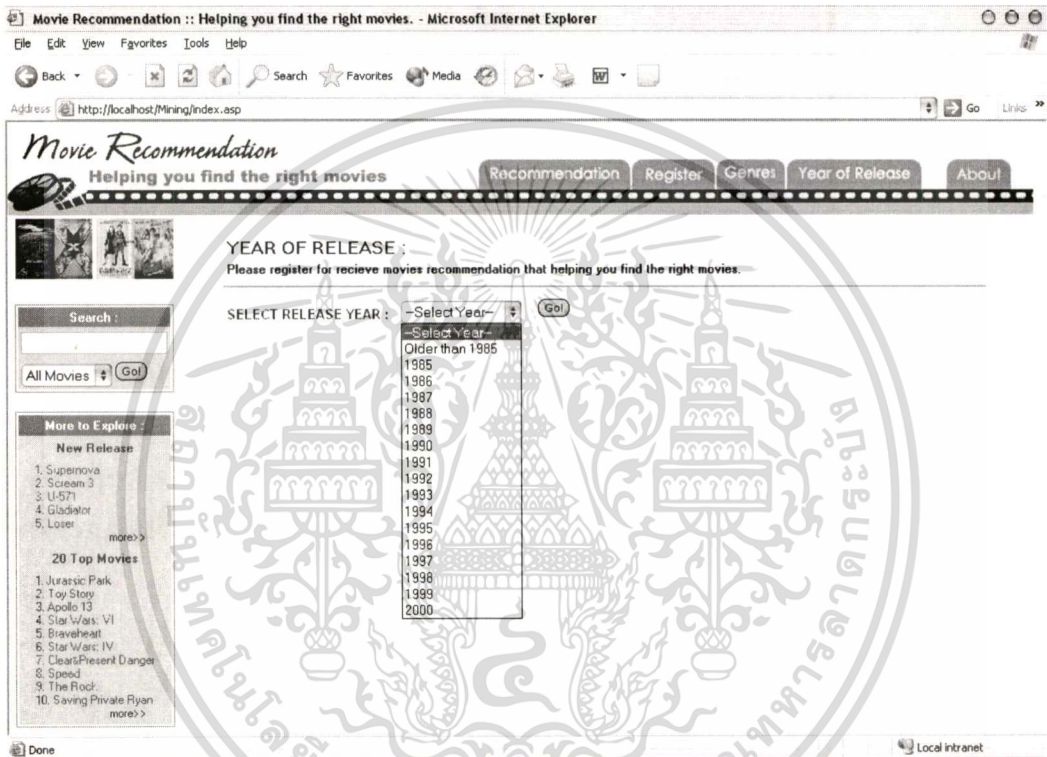 Movie Recommendation :: Helping you find the right movies. - Microsoft Internet Explorer
File Edit View Favorites Tools Help
Back Search Favorites Media
Address http://localhost/Mining/index.asp Go Links »
Movie Recommendation
Helping you find the right movies
Recommendation Register Genres Year of Release About
YEAR OF RELEASE :
Please register for recieve movies recommendation that helping you find the right movies.
SELECT RELEASE YEAR : --Select Year-- Go!
--Select Year--
Older than 1985
1985
1986
1987
1988
1989
1990
1991
1992
1993
1994
1995
1996
1997
1998
1999
2000
Search :
All Movies Go!
More to Explore :
New Release
1. Supernova
2. Scream 3
3. U-571
4. Gladiator
5. Loser
more>>
20 Top Movies
1. Jurassic Park
2. Toy Story
3. Apollo 13
4. Star Wars: VI
5. Braveheart
6. Star Wars: IV
7. Clear&Present Danger
8. Speed
9. The Rock
10. Saving Private Ryan
more>>
Done Local intranet